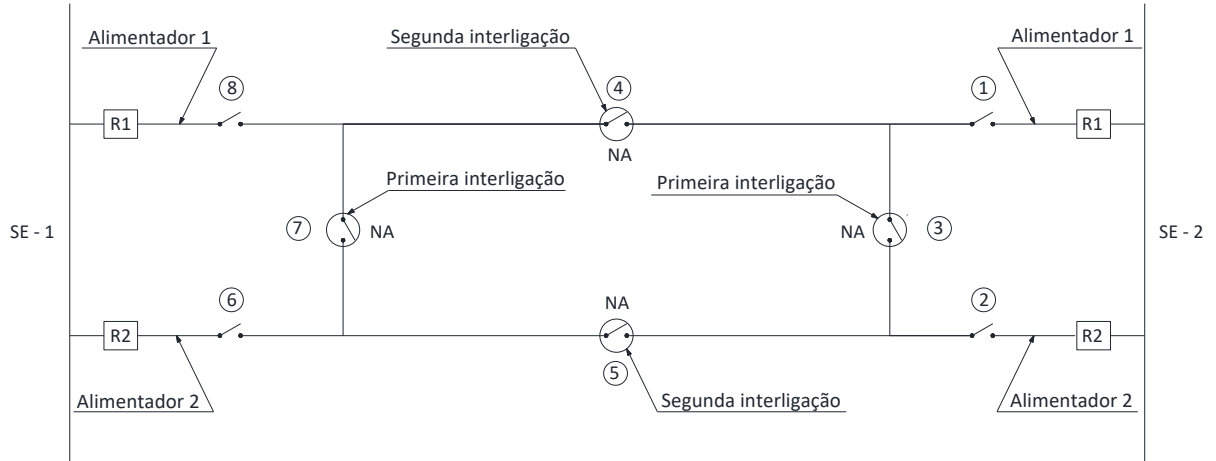 Alimentador 1
Segunda interligação
Alimentador 1
8
4
1
R1
R1
NA
Primeira interligação
Primeira interligação
SE - 1
7
NA
NA
3
SE - 2
6
NA
2
R2
R2
5
Alimentador 2
Segunda interligação
Alimentador 2